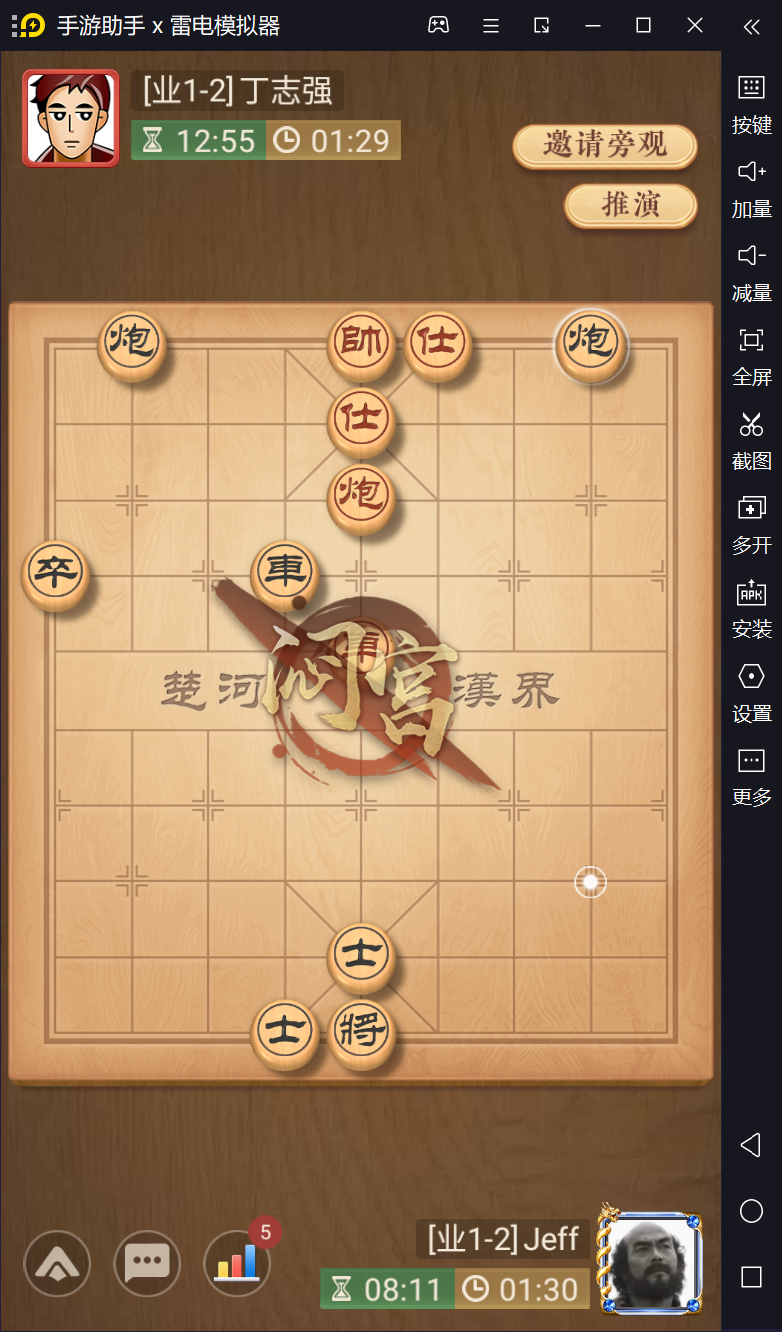 手游助手 x 雷电模拟器
[业1-2]丁志强
12:55 01:29
邀请旁观
推演
按键
加量
减量
全屏
截图
多开
APK
安装
设置
更多
炮 帥 仕 炮
仕
炮
卒 車
車
楚河 漢界
闷宫
士
士 將
5
[业1-2]Jeff
08:11 01:30